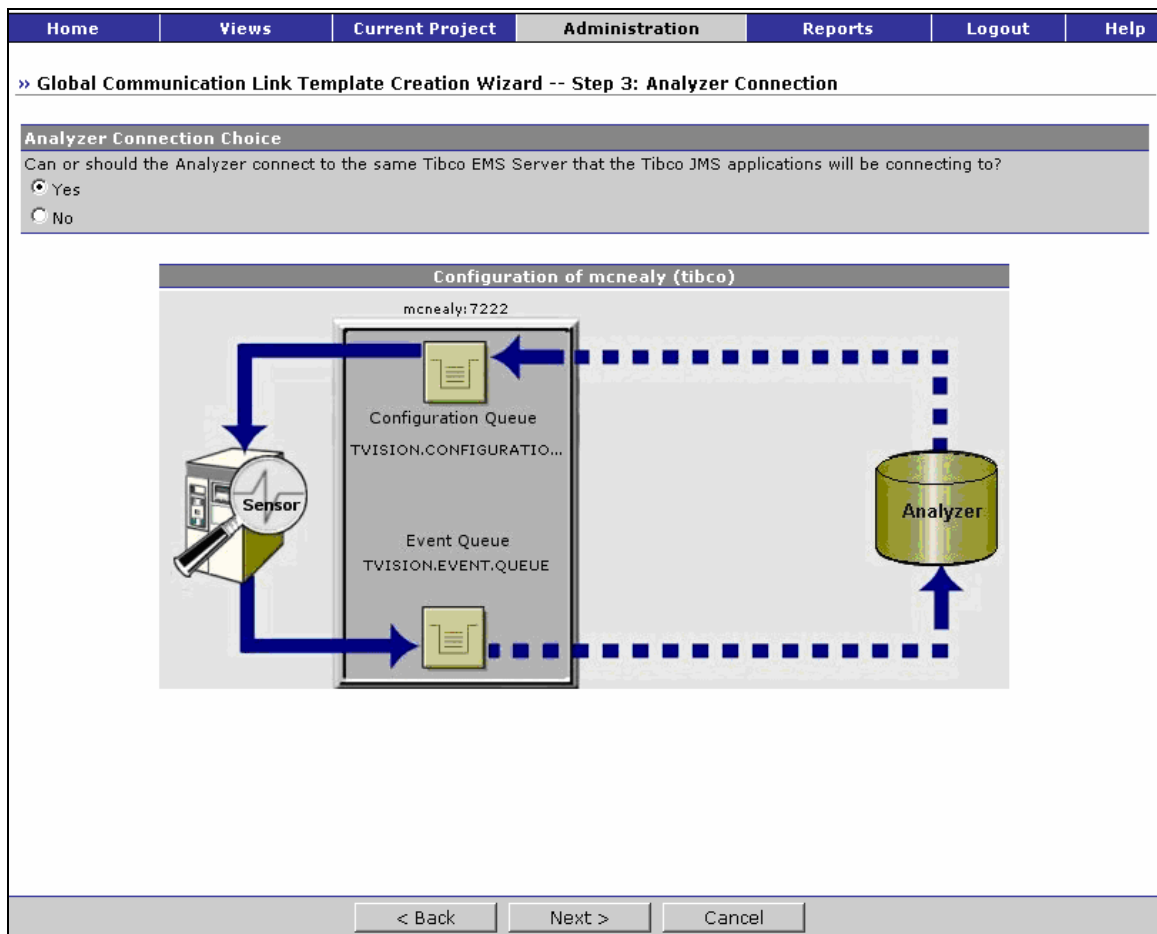 Home Views Current Project Administration Reports Logout Help
» Global Communication Link Template Creation Wizard -- Step 3: Analyzer Connection
Analyzer Connection Choice
Can or should the Analyzer connect to the same Tibco EMS Server that the Tibco JMS applications will be connecting to?
Yes
No
Configuration of mcnealy (tibco)
mcnealy:7222
Configuration Queue
TVISION.CONFIGURATIO...
Sensor
Analyzer
Event Queue
TVISION.EVENT.QUEUE
< Back Next > Cancel